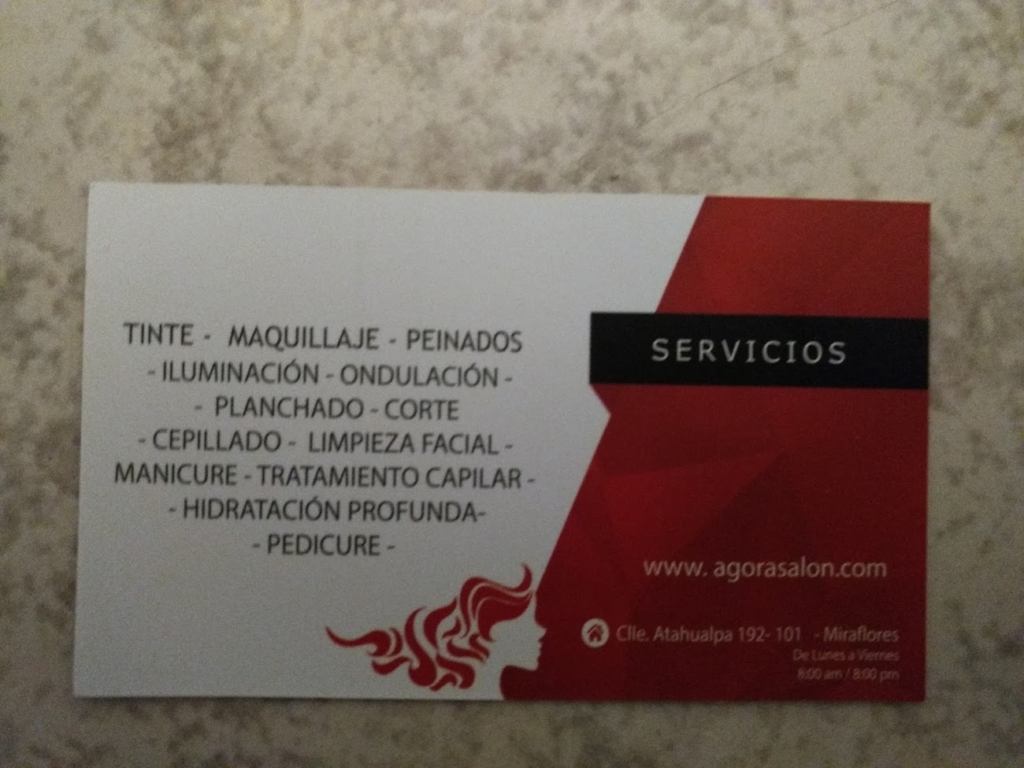 TINTE - MAQUILLAJE - PEINADOS
- ILUMINACIÓN - ONDULACIÓN -
- PLANCHADO - CORTE
- CEPILLADO - LIMPIEZA FACIAL -
MANICURE - TRATAMIENTO CAPILAR -
- HIDRATACIÓN PROFUNDA-
- PEDICURE -
SERVICIOS
www. agorasalon.com
Clle. Atahualpa 192- 101 - Miraflores
De Lunes a Viernes
8:00 am / 8:00 pm